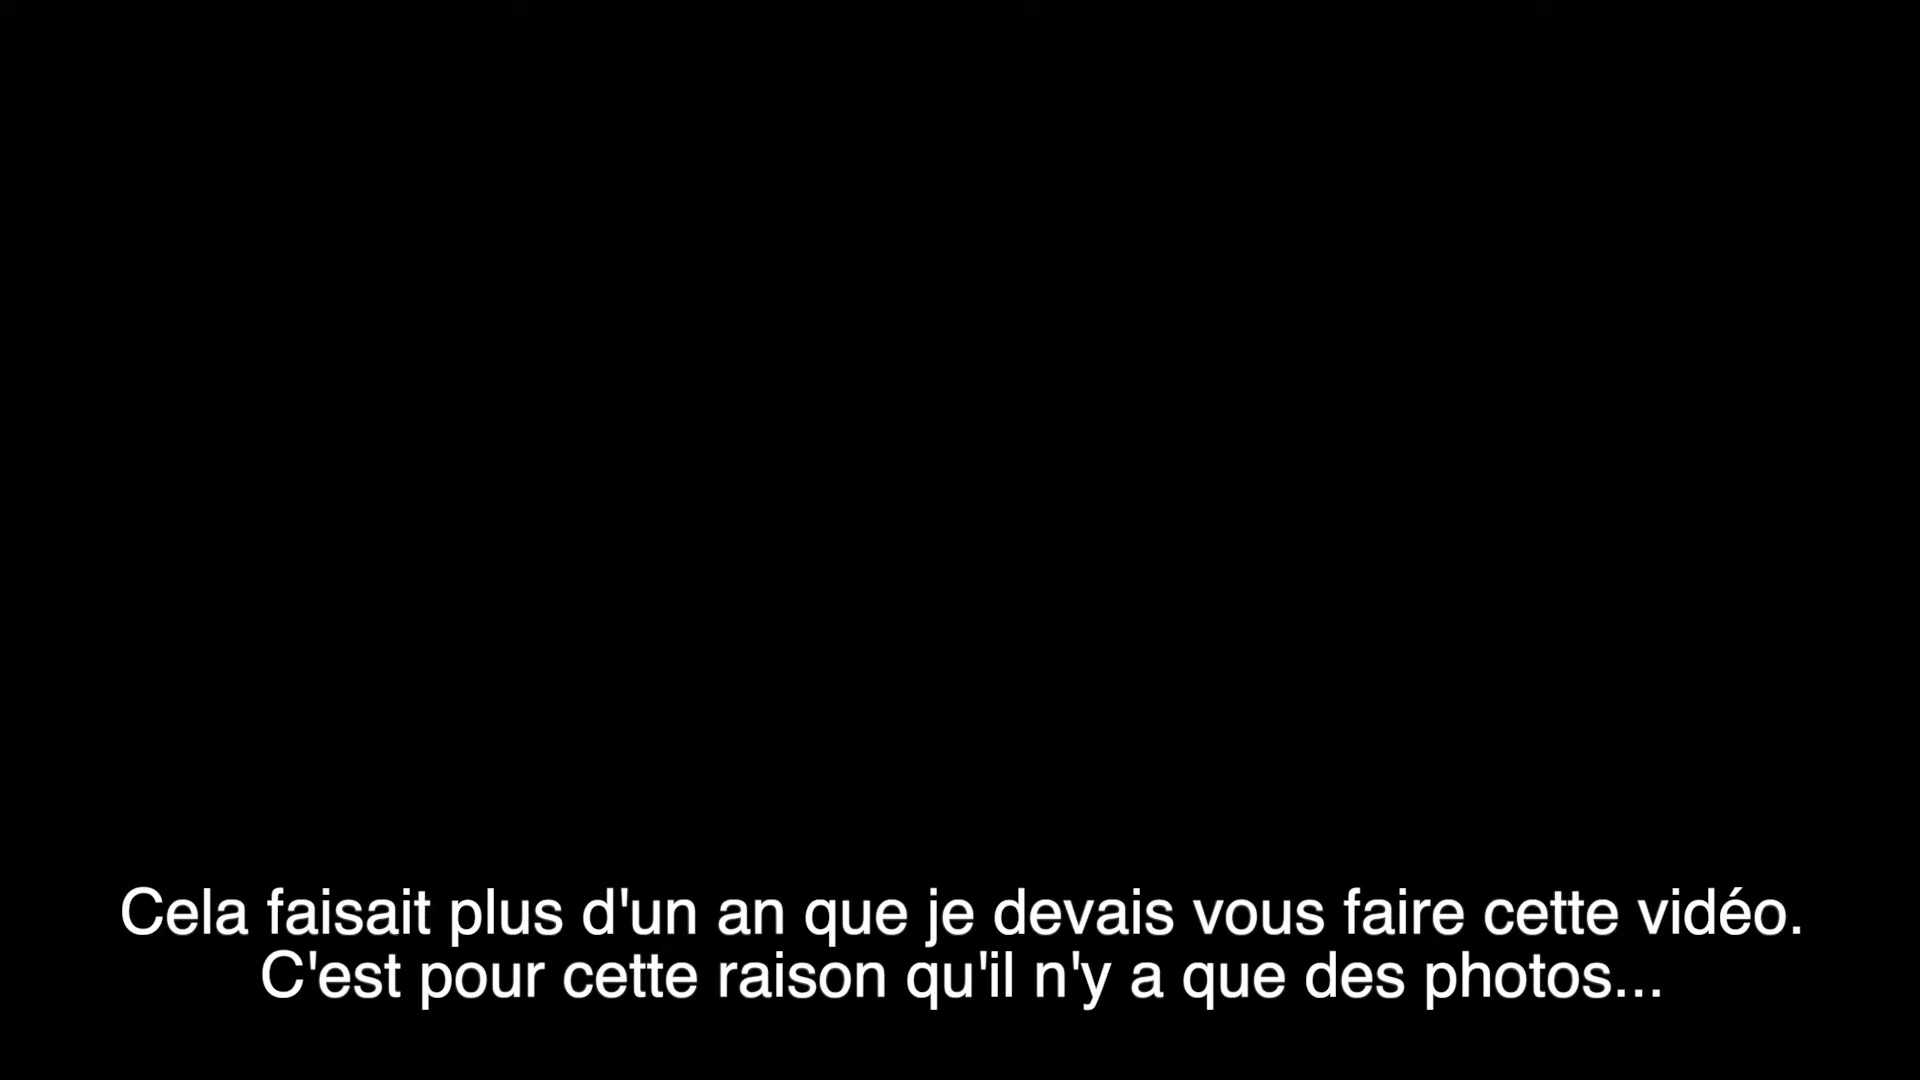 Cela faisait plus d'un an que je devais vous faire cette vidéo.
C'est pour cette raison qu'il n'y a que des photos...